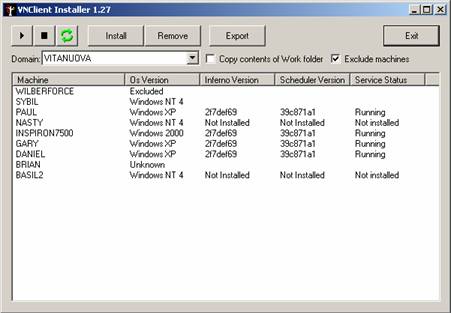 VNClient Installer 1.27
Install Remove Export Exit
Domain: VITANUOVA Copy contents of Work folder Exclude machines
Machine Os Version Inferno Version Scheduler Version Service Status
WILBERFORCE Excluded
SYBIL Windows NT 4
PAUL Windows XP 2f7def69 39c871a1 Running
NASTY Windows NT 4 Not Installed Not Installed Not installed
INSPIRON7500 Windows 2000 2f7def69 39c871a1 Running
GARY Windows XP 2f7def69 39c871a1 Running
DANIEL Windows XP 2f7def69 39c871a1 Running
BRIAN Unknown
BASIL2 Windows NT 4 Not Installed Not Installed Not installed